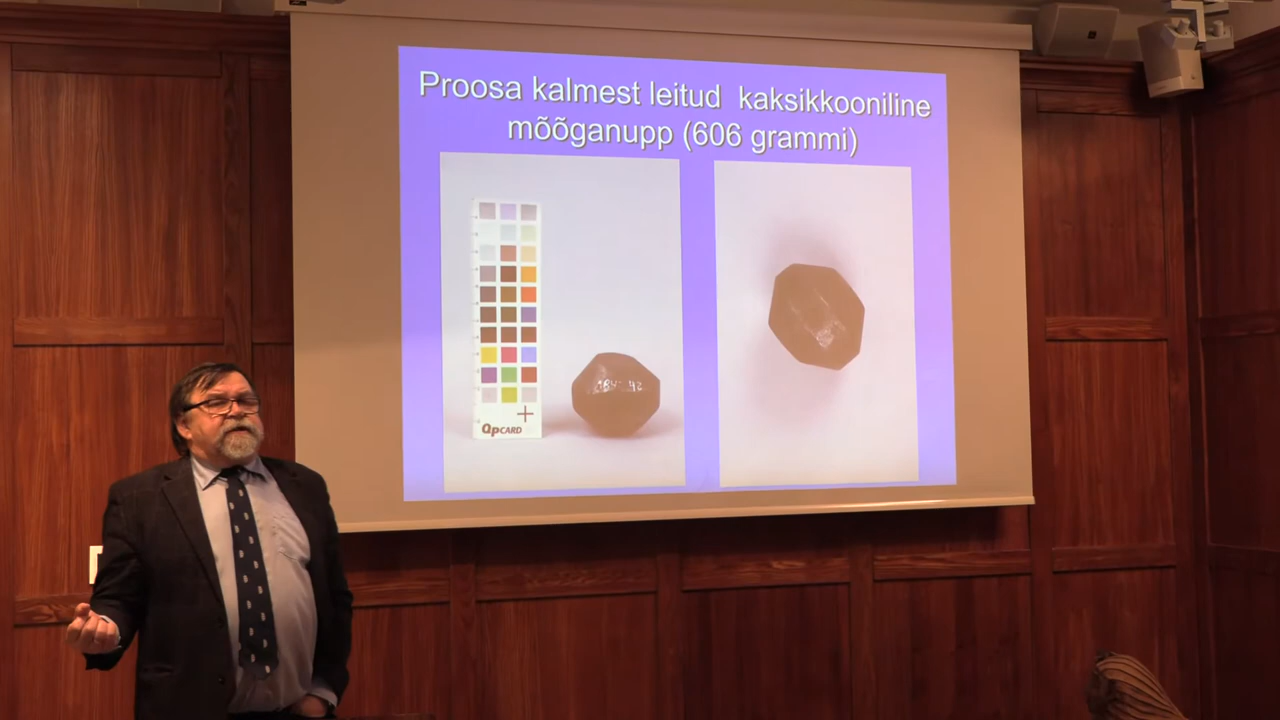 Proosa kalmest leitud kaksikkooniline
mõõganupp (606 grammi)
QPCARD